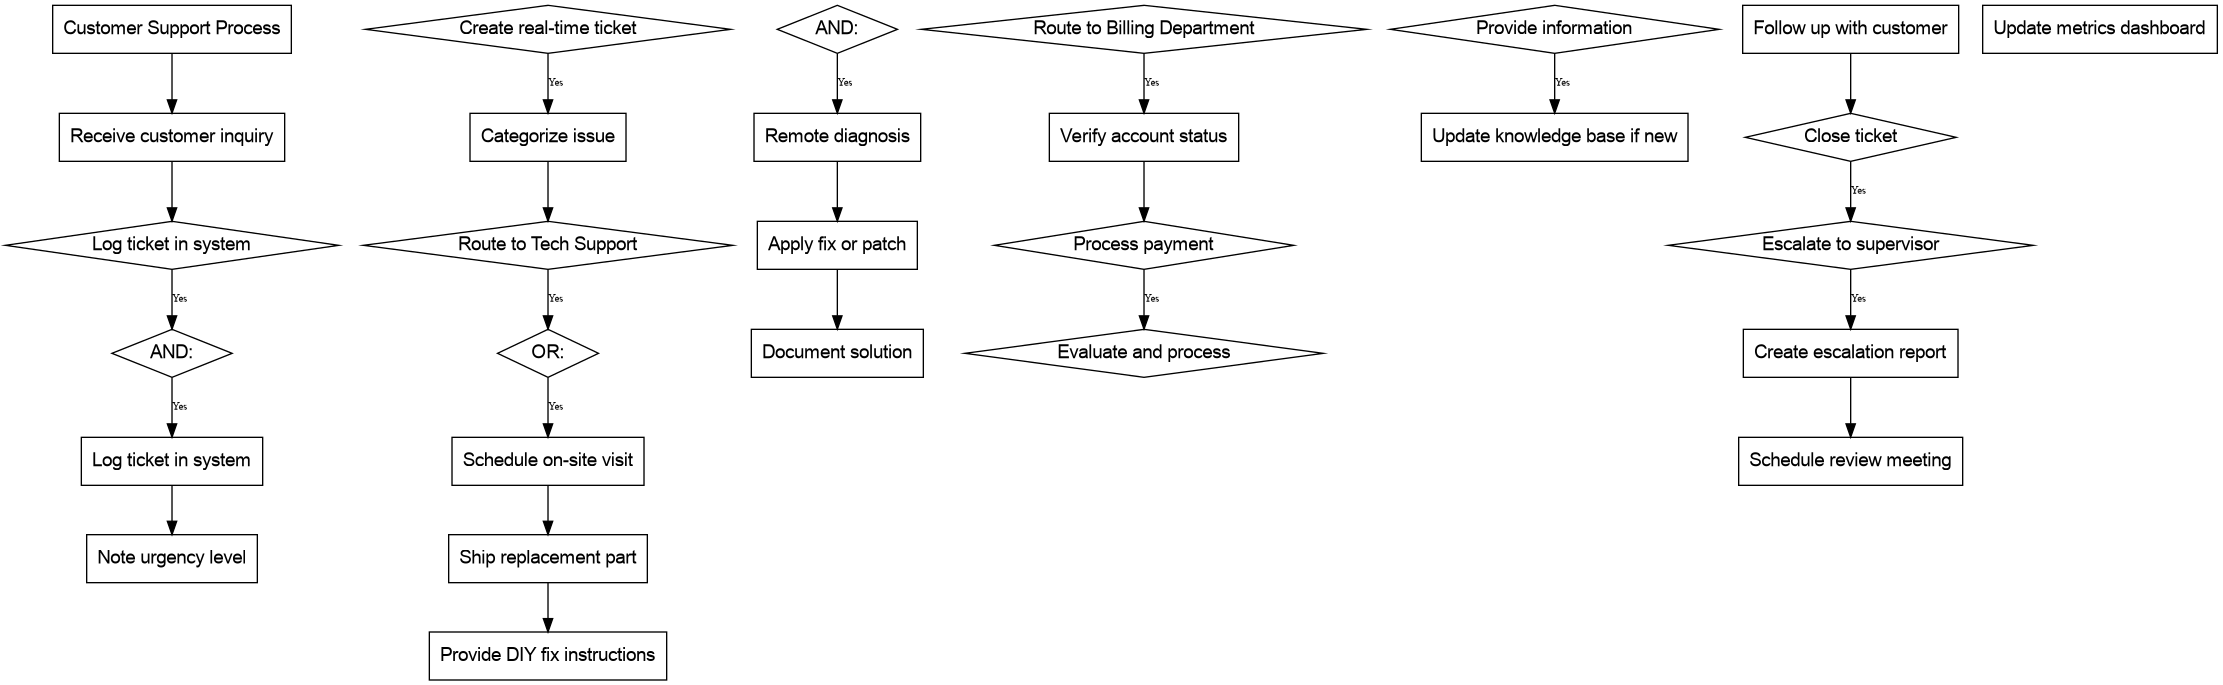 Customer Support Process
Receive customer inquiry
Log ticket in system
Yes
AND:
Yes
Log ticket in system
Note urgency level
Create real-time ticket
Yes
Categorize issue
Route to Tech Support
Yes
OR:
Yes
Schedule on-site visit
Ship replacement part
Provide DIY fix instructions
AND:
Yes
Remote diagnosis
Apply fix or patch
Document solution
Route to Billing Department
Yes
Verify account status
Process payment
Yes
Evaluate and process
Provide information
Yes
Update knowledge base if new
Follow up with customer
Close ticket
Yes
Escalate to supervisor
Yes
Create escalation report
Schedule review meeting
Update metrics dashboard